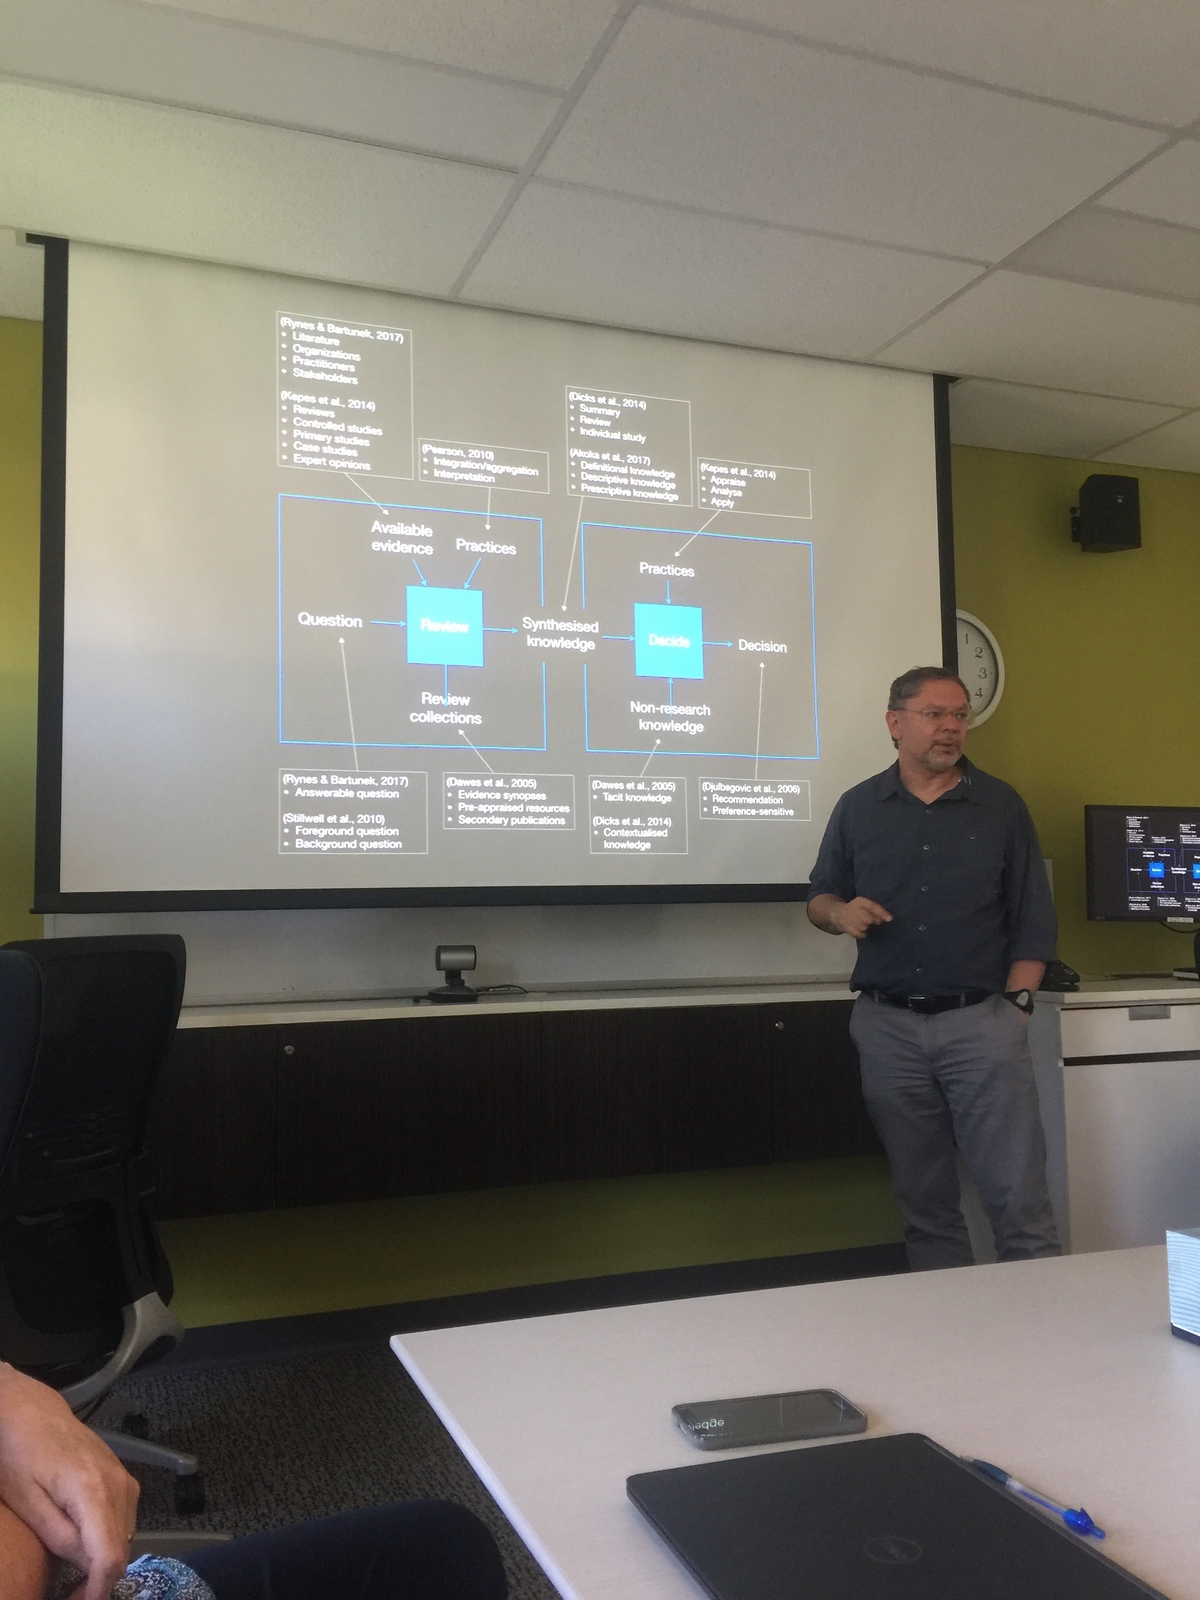 (Rynes & Bartunek, 2017)
• Literature
• Organizations
• Practitioners
• Stakeholders
(Kepes et al., 2014)
• Reviews
• Controlled studies
• Primary studies
• Case studies
• Expert opinions
(Pearson, 2010)
• Integration/aggregation
• Interpretation
(Dicks et al., 2014)
• Summary
• Review
• Individual study
(Akoka et al., 2017)
• Definitional knowledge
• Descriptive knowledge
• Prescriptive knowledge
(Kepes et al., 2014)
• Appraise
• Analyse
• Apply
Available
evidence
Practices
Question
Review
Review
collections
Synthesised
knowledge
Practices
Decide
Decision
Non-research
knowledge
(Rynes & Bartunek, 2017)
• Answerable question
(Stillwell et al., 2010)
• Foreground question
• Background question
(Dawes et al., 2005)
• Evidence synopses
• Pre-appraised resources
• Secondary publications
(Dawes et al., 2005)
• Tacit knowledge
(Dicks et al., 2014)
• Contextualised
knowledge
(Djulbegovic et al., 2006)
• Recommendation
• Preference-sensitive
1
2
3
4